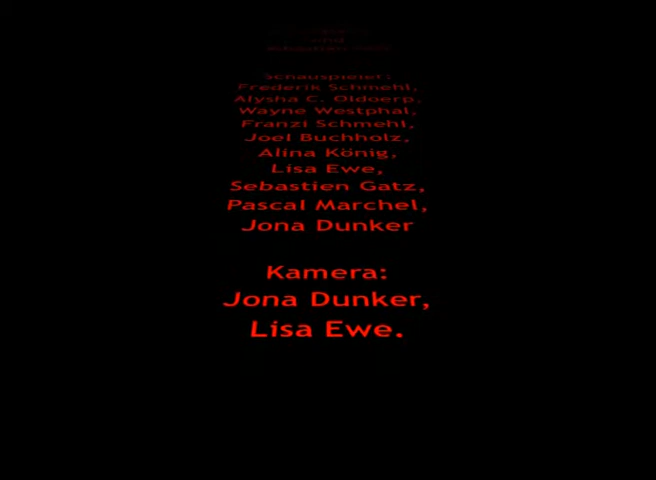 und
Schauspieler:
Frederik Schmehl,
Alysha C. Oldoerp,
Wayne Westphal,
Franzi Schmehl,
Joel Buchholz,
Alina König,
Lisa Ewe,
Sebastien Gatz,
Pascal Marchel,
Jona Dunker
Kamera:
Jona Dunker,
Lisa Ewe.